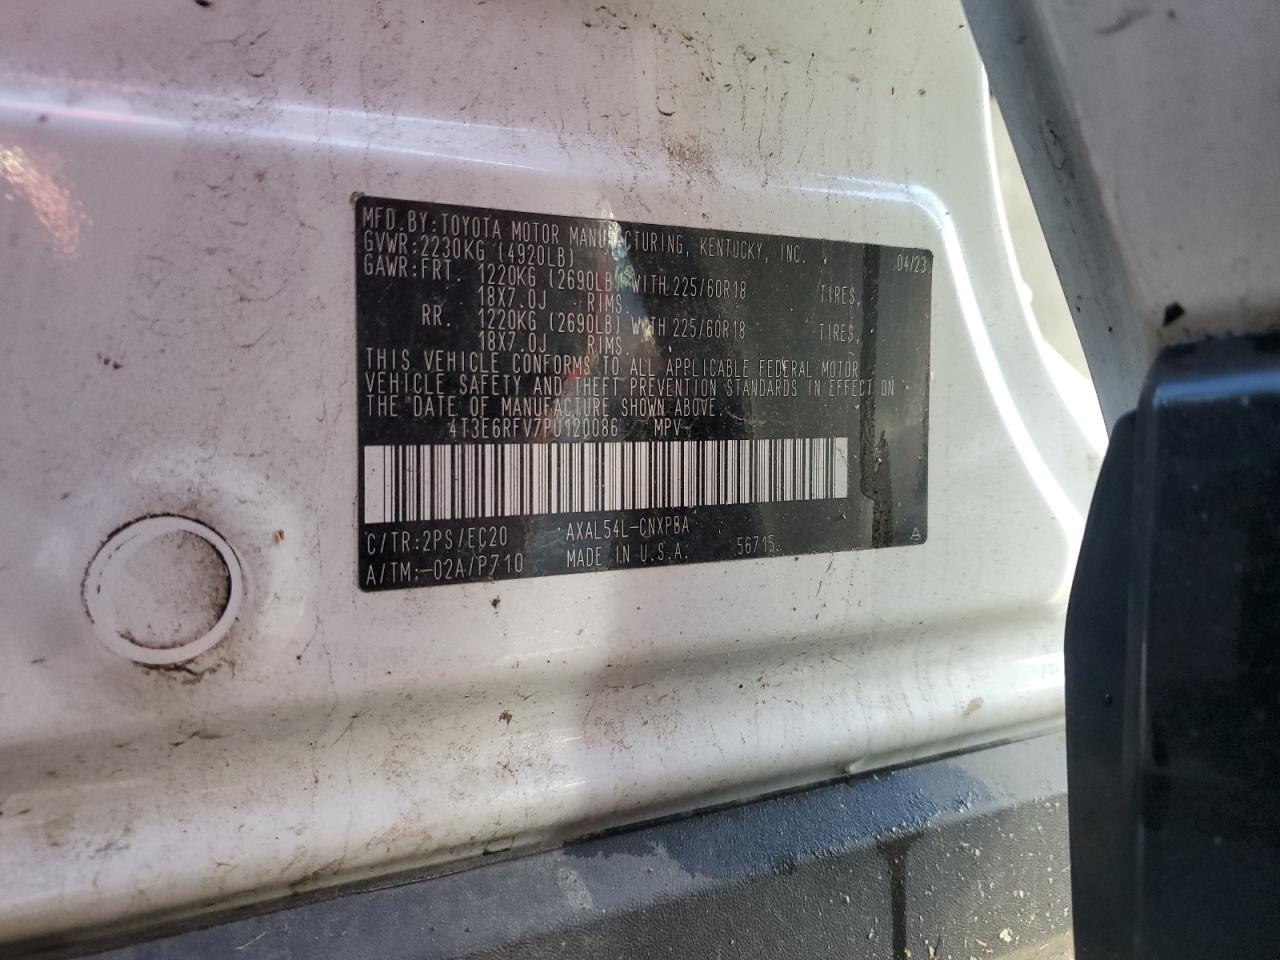 MFD.BY:TOYOTA MOTOR MANUFACTURING, KENTUCKY, INC. 04/23
GVWR:2230KG (4920LB)
GAWR:FRT. 1220KG (2690LB) WITH 225/60R18 TIRES,
18X7.0J RIMS,
RR. 1220KG (2690LB) WITH 225/60R18 TIRES,
18X7.0J RIMS.
THIS VEHICLE CONFORMS TO ALL APPLICABLE FEDERAL MOTOR
VEHICLE SAFETY AND THEFT PREVENTION STANDARDS IN EFFECT ON
THE DATE OF MANUFACTURE SHOWN ABOVE.
4T3E6RFV7PU120086 MPV
C/TR:2PS/EC20 AXAL54L-CNXPBA
A/TM:-02A/P710 MADE IN U.S.A. 56715